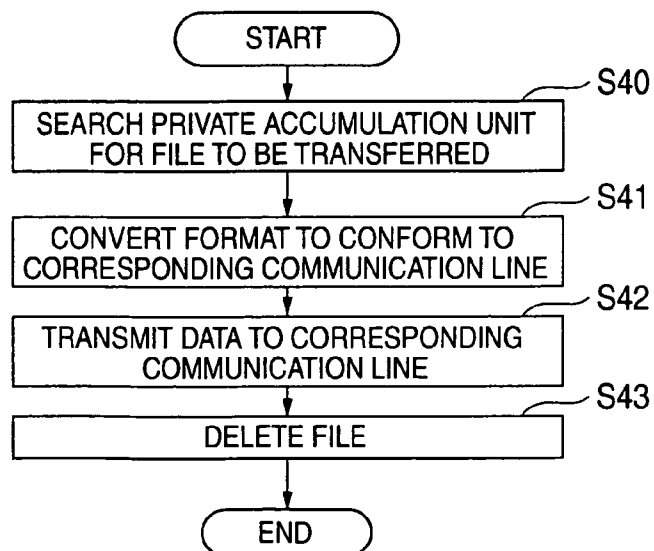 START
S40
SEARCH PRIVATE ACCUMULATION UNIT
FOR FILE TO BE TRANSFERRED
S41
CONVERT FORMAT TO CONFORM TO
CORRESPONDING COMMUNICATION LINE
S42
TRANSMIT DATA TO CORRESPONDING
COMMUNICATION LINE
S43
DELETE FILE
END